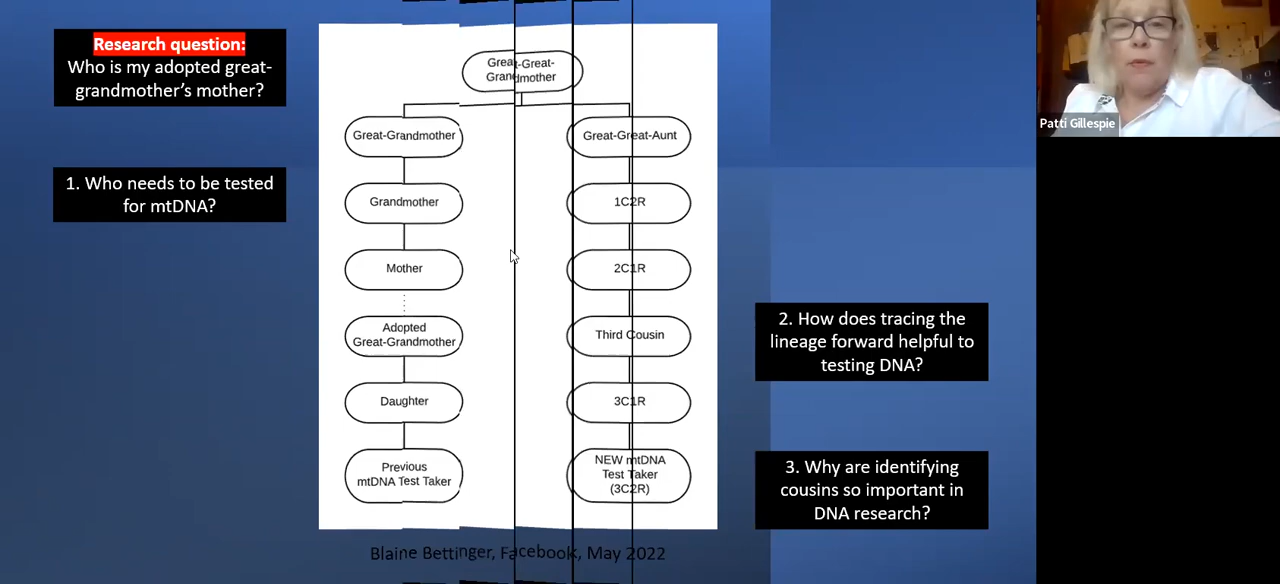 Research question:
Who is my adopted great-
grandmother's mother?
1. Who needs to be tested
for mtDNA?
Great-Great-
Grandmother
Great-Grandmother
Great-Great-Aunt
Grandmother
1C2R
Mother
2C1R
Adopted
Great-Grandmother
Third Cousin
Daughter
3C1R
Previous
mtDNA Test Taker
NEW mtDNA
Test Taker
(3C2R)
2. How does tracing the
lineage forward helpful to
testing DNA?
3. Why are identifying
cousins so important in
DNA research?
Blaine Bettinger, Facebook, May 2022
Patti Gillespie